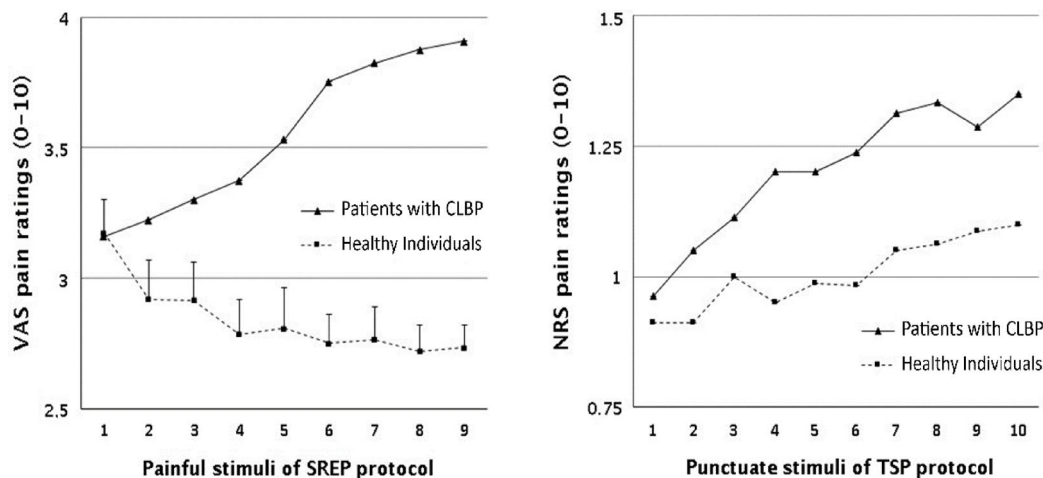 4
3.5
3
2.5
VAS pain ratings (0-10)
Patients with CLBP
Healthy Individuals
1 2 3 4 5 6 7 8 9
Painful stimuli of SREP protocol
1.5
1.25
1
0.75
NRS pain ratings (0-10)
Patients with CLBP
Healthy Individuals
1 2 3 4 5 6 7 8 9 10
Punctuate stimuli of TSP protocol